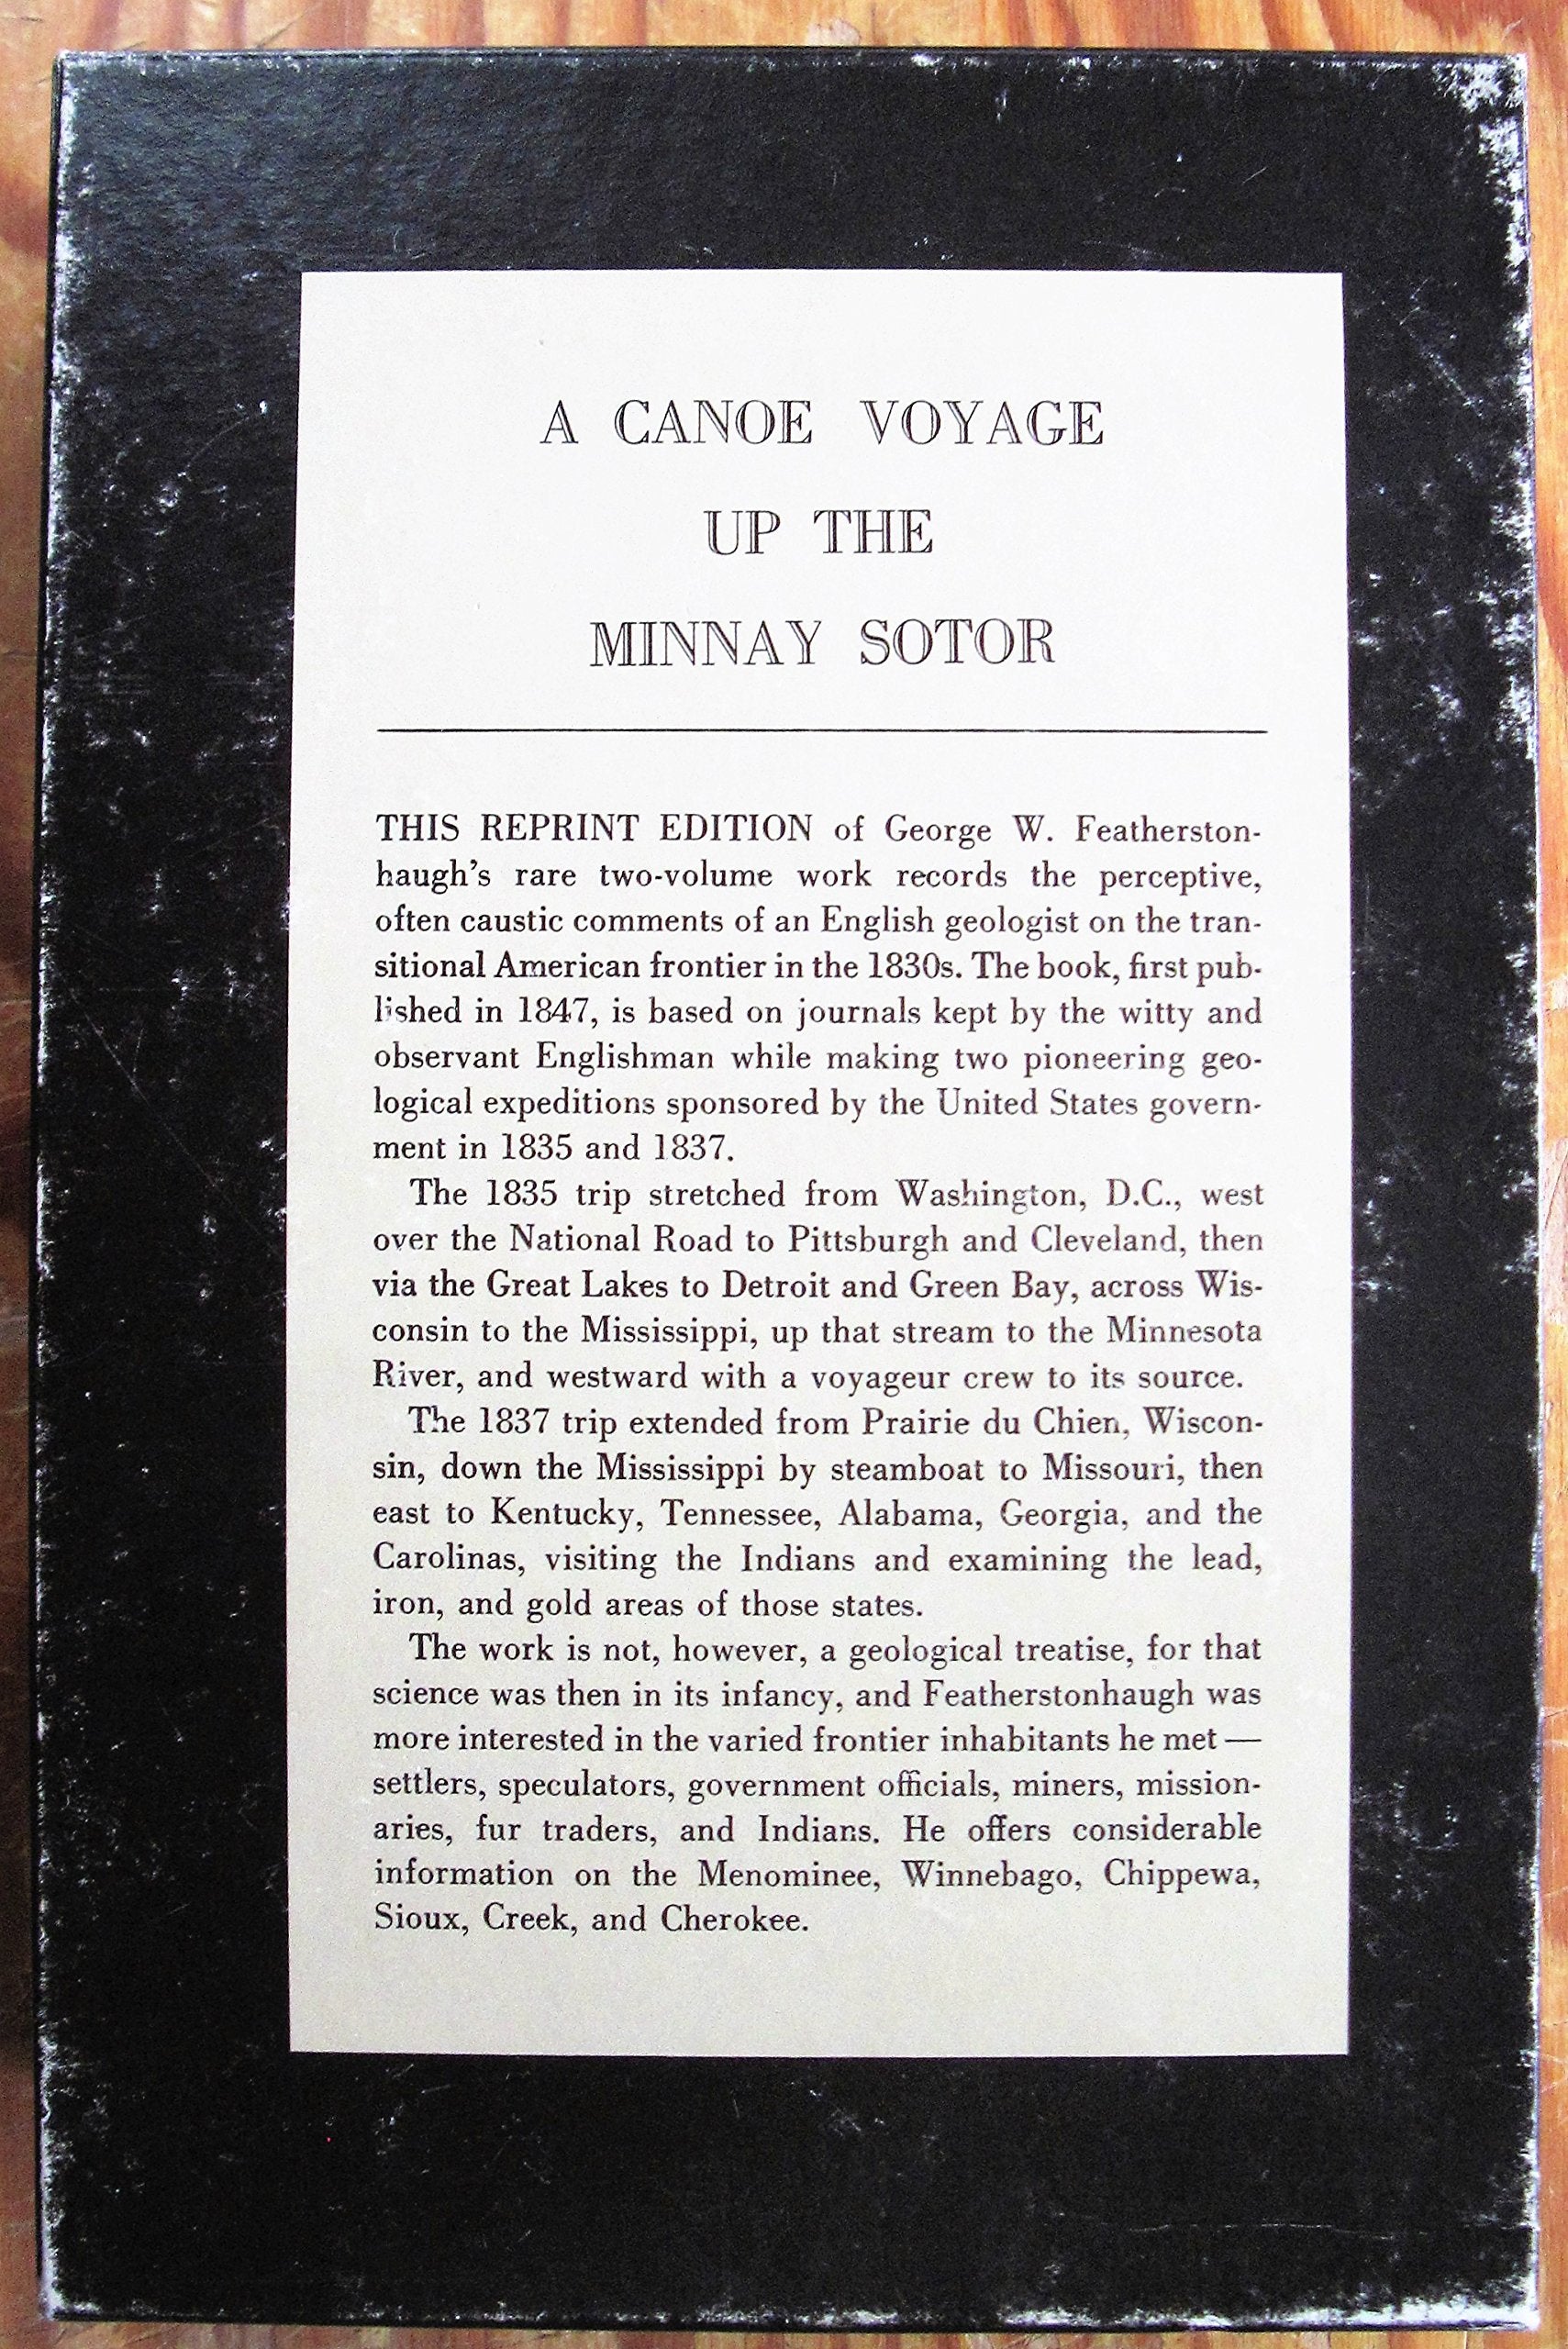 A CANOE VOYAGE
UP THE
MINNAY SOTOR
THIS REPRINT EDITION of George W. Featherston-
haugh's rare two-volume work records the perceptive,
often caustic comments of an English geologist on the tran-
sitional American frontier in the 1830s. The book, first pub-
lished in 1847, is based on journals kept by the witty and
observant Englishman while making two pioneering geo-
logical expeditions sponsored by the United States govern-
ment in 1835 and 1837.
The 1835 trip stretched from Washington, D.C., west
over the National Road to Pittsburgh and Cleveland, then
via the Great Lakes to Detroit and Green Bay, across Wis-
consin to the Mississippi, up that stream to the Minnesota
River, and westward with a voyageur crew to its source.
The 1837 trip extended from Prairie du Chien, Wiscon-
sin, down the Mississippi by steamboat to Missouri, then
east to Kentucky, Tennessee, Alabama, Georgia, and the
Carolinas, visiting the Indians and examining the lead,
iron, and gold areas of those states.
The work is not, however, a geological treatise, for that
science was then in its infancy, and Featherstonhaugh was
more interested in the varied frontier inhabitants he met —
settlers, speculators, government officials, miners, mission-
aries, fur traders, and Indians. He offers considerable
information on the Menominee, Winnebago, Chippewa,
Sioux, Creek, and Cherokee.